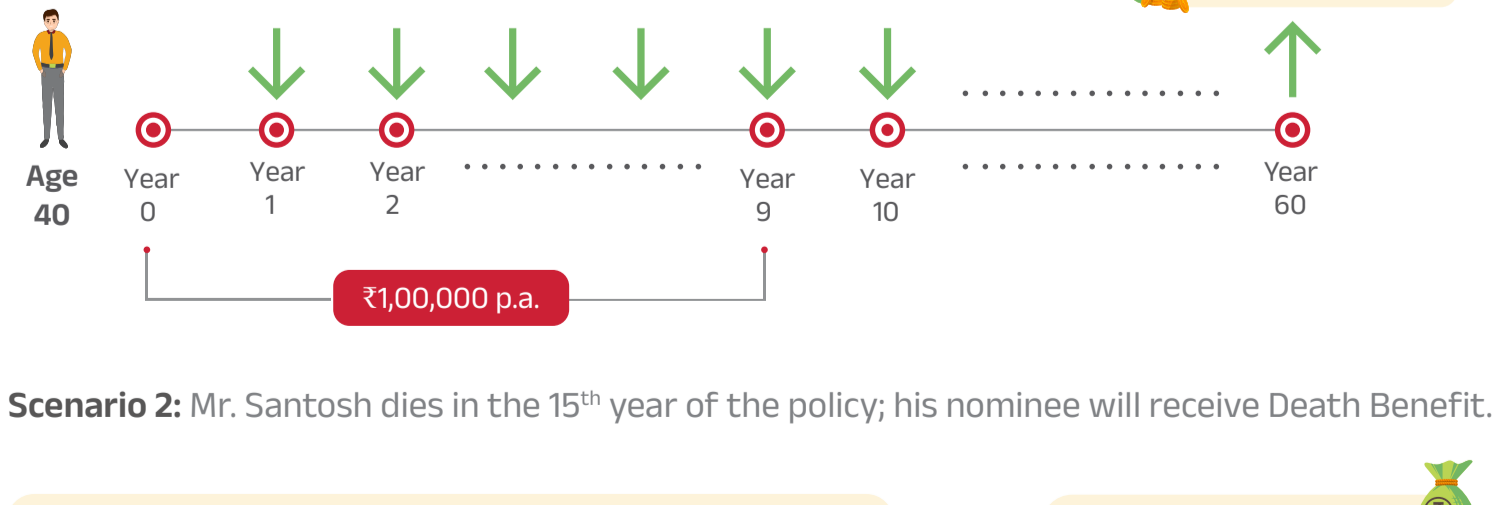 Age
40
Year
0
Year
1
Year
2
Year
9
Year
10
Year
60
₹1,00,000 p.a.
Scenario 2: Mr. Santosh dies in the 15th year of the policy; his nominee will receive Death Benefit.